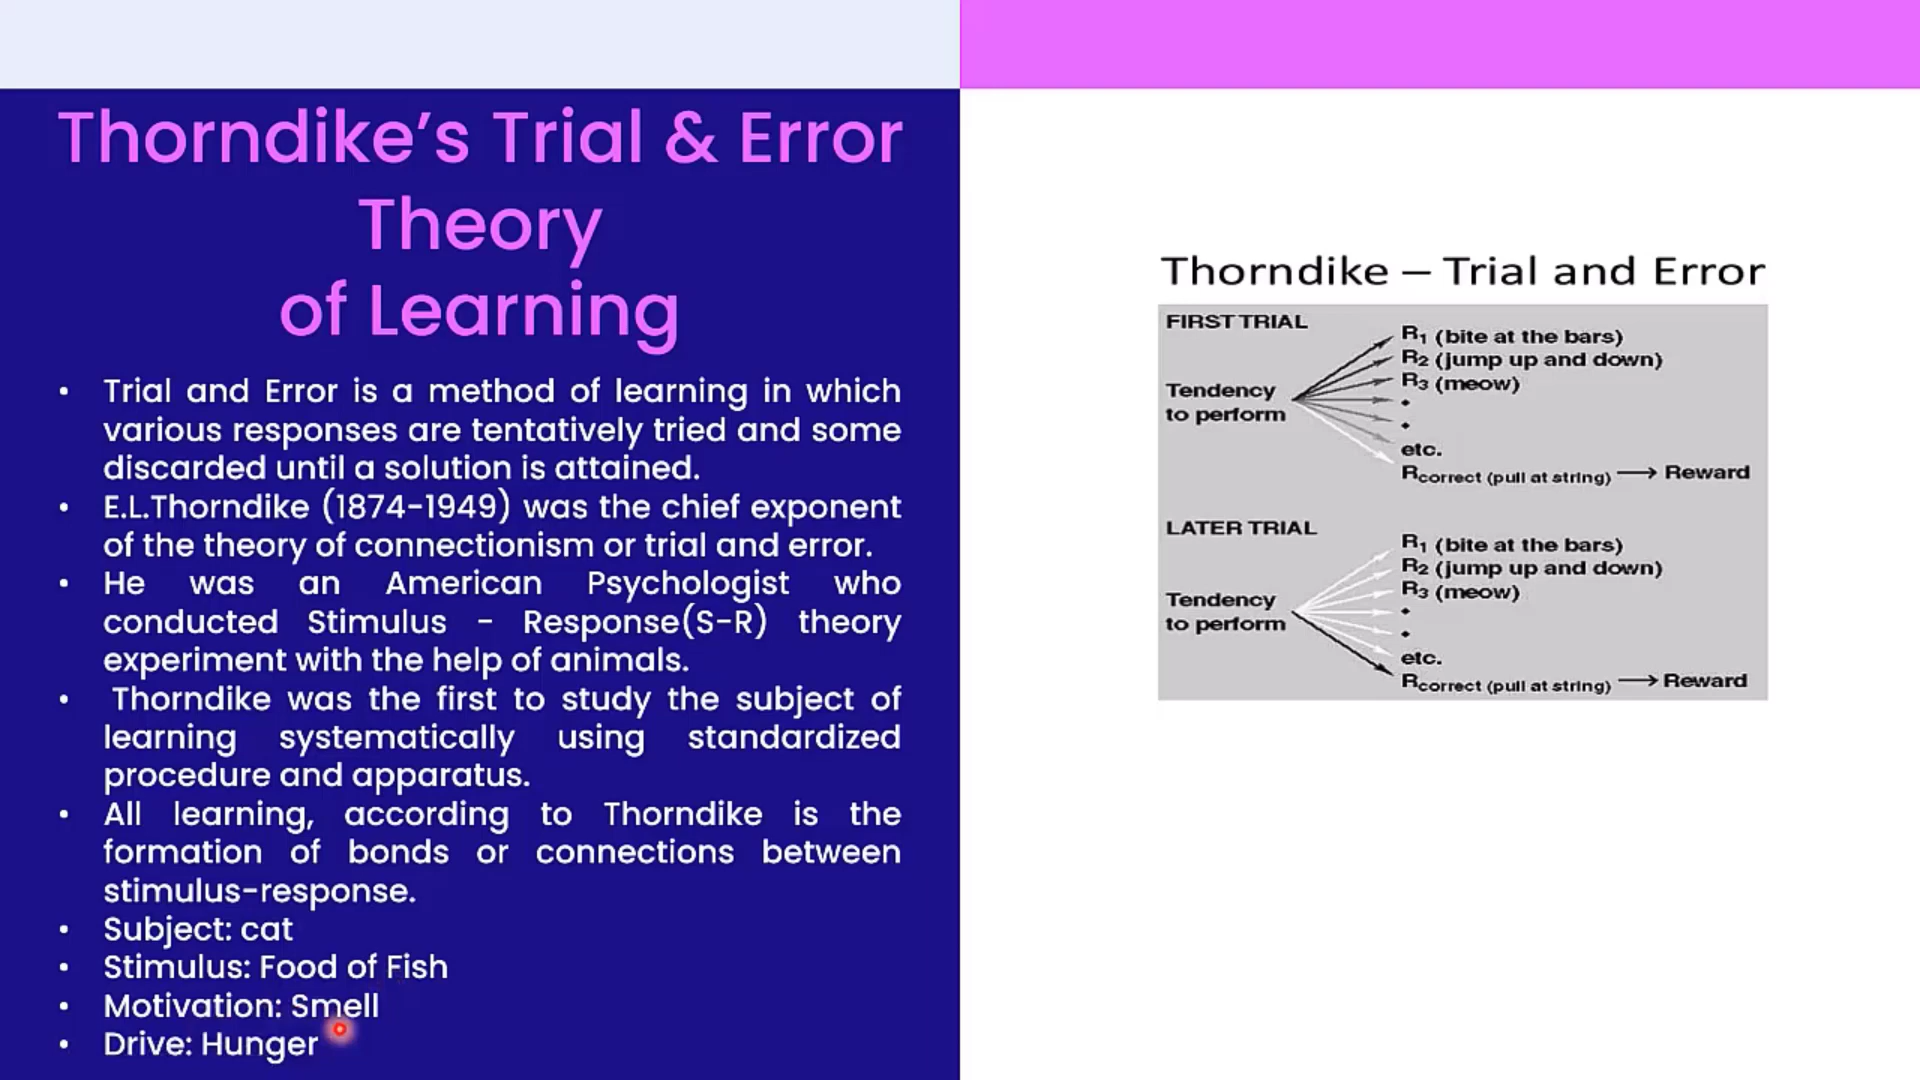 Thorndike’s Trial & Error
Theory
of Learning
• Trial and Error is a method of learning in which
various responses are tentatively tried and some
discarded until a solution is attained.
• E.L.Thorndike (1874-1949) was the chief exponent
of the theory of connectionism or trial and error.
• He was an American Psychologist who
conducted Stimulus - Response(S-R) theory
experiment with the help of animals.
• Thorndike was the first to study the subject of
learning systematically using standardized
procedure and apparatus.
• All learning, according to Thorndike is the
formation of bonds or connections between
stimulus-response.
• Subject: cat
• Stimulus: Food of Fish
• Motivation: Smell
• Drive: Hunger
Thorndike – Trial and Error
FIRST TRIAL
R1 (bite at the bars)
R2 (jump up and down)
R3 (meow)
Tendency
to perform
•
•
etc.
Rcorrect (pull at string) → Reward
LATER TRIAL
R1 (bite at the bars)
R2 (jump up and down)
R3 (meow)
Tendency
to perform
•
•
etc.
Rcorrect (pull at string) → Reward